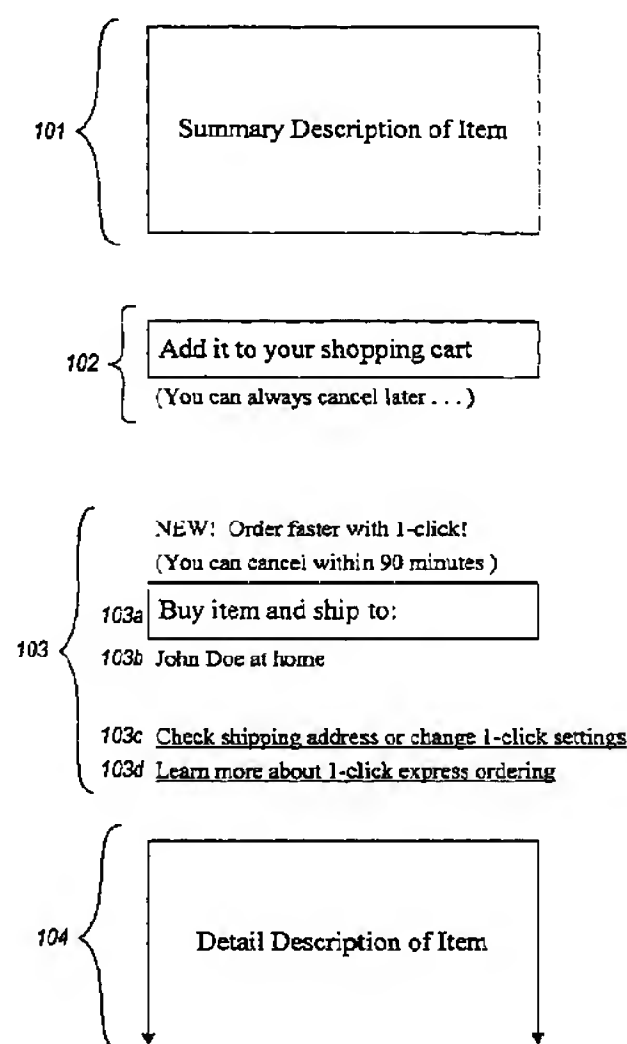 101
Summary Description of Item
102
Add it to your shopping cart
(You can always cancel later . . .)
103
NEW! Order faster with 1-click!
(You can cancel within 90 minutes )
103a Buy item and ship to:
103b John Doe at home
103c Check shipping address or change 1-click settings
103d Learn more about 1-click express ordering
104
Detail Description of Item